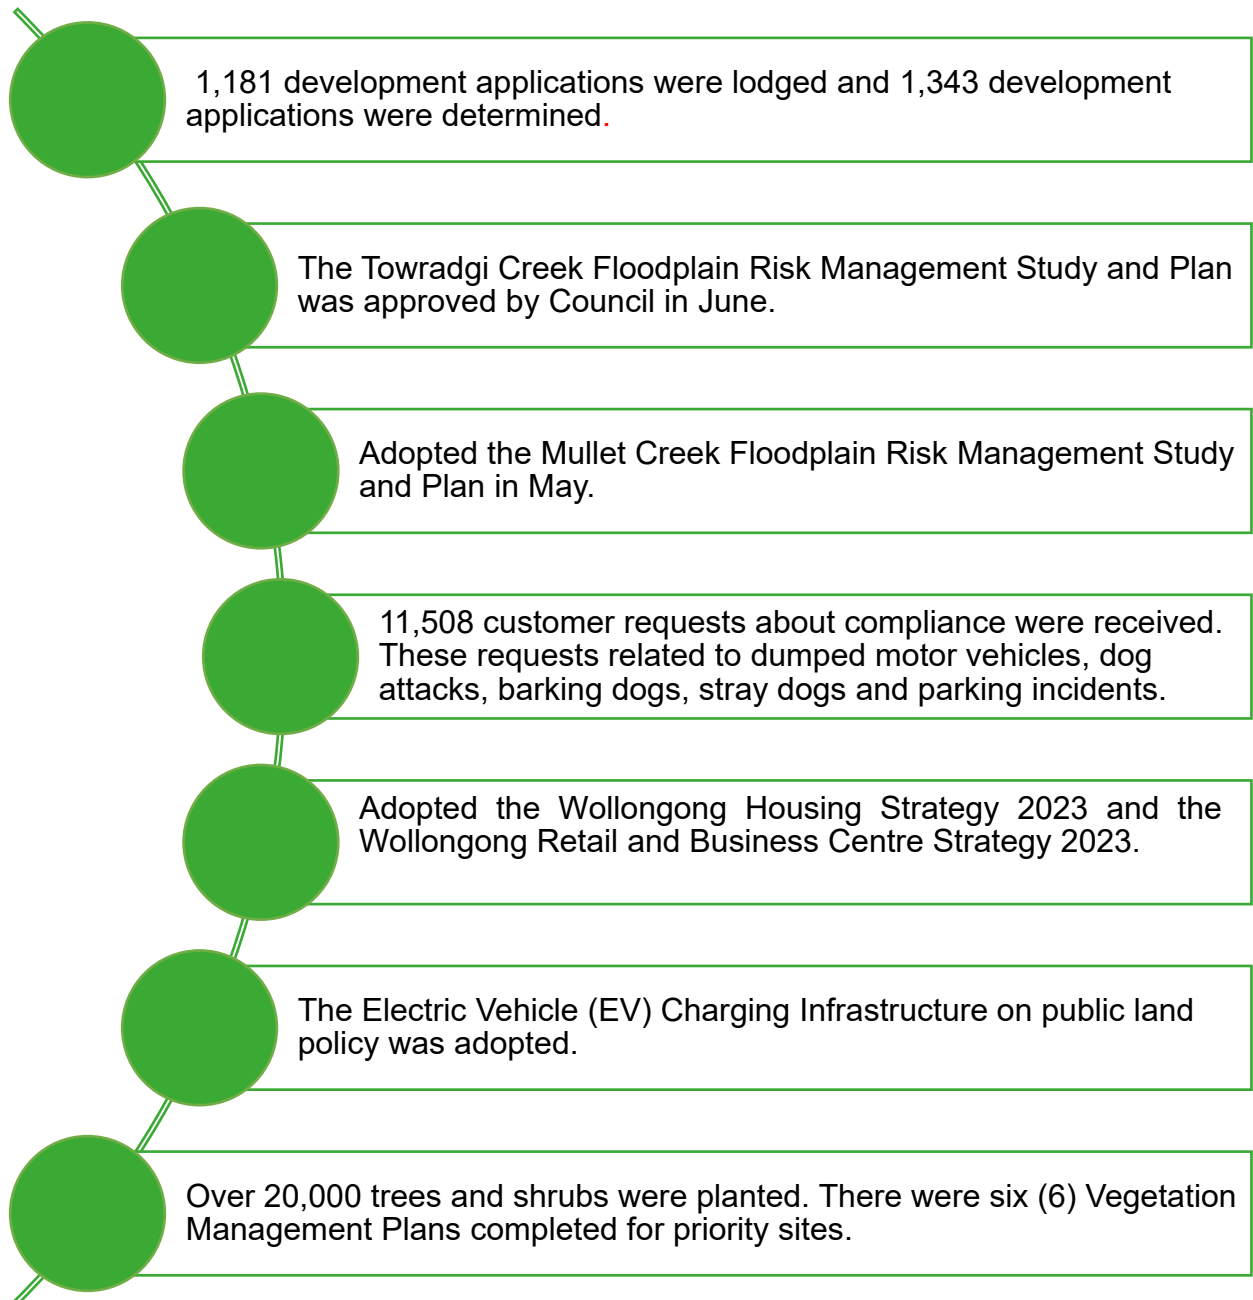 1,181 development applications were lodged and 1,343 development
applications were determined.
The Towradgi Creek Floodplain Risk Management Study and Plan
was approved by Council in June.
Adopted the Mullet Creek Floodplain Risk Management Study
and Plan in May.
11,508 customer requests about compliance were received.
These requests related to dumped motor vehicles, dog
attacks, barking dogs, stray dogs and parking incidents.
Adopted the Wollongong Housing Strategy 2023 and the
Wollongong Retail and Business Centre Strategy 2023.
The Electric Vehicle (EV) Charging Infrastructure on public land
policy was adopted.
Over 20,000 trees and shrubs were planted. There were six (6) Vegetation
Management Plans completed for priority sites.